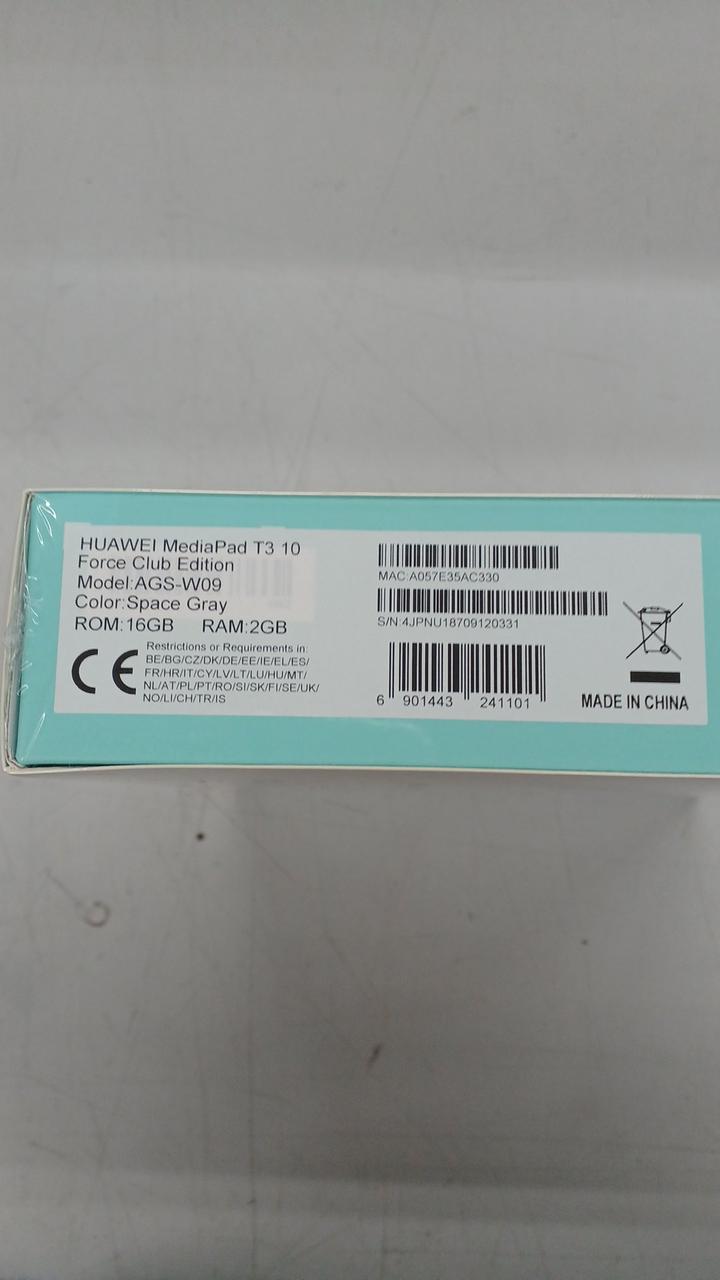 HUAWEI MediaPad T3 10
Force Club Edition
Model:AGS-W09
Color:Space Gray
ROM:16GB RAM:2GB
CE
Restrictions or Requirements in:
BE/BG/CZ/DK/DE/EE/IE/EL/ES/
FR/HR/IT/CY/LV/LT/LU/HU/MT/
NL/AT/PL/PT/RO/SI/SK/FI/SE/UK/
NO/LI/CH/TR/IS
MAC:A057E35AC330
S/N:4JPNU18709120331
6 901443 241101
MADE IN CHINA